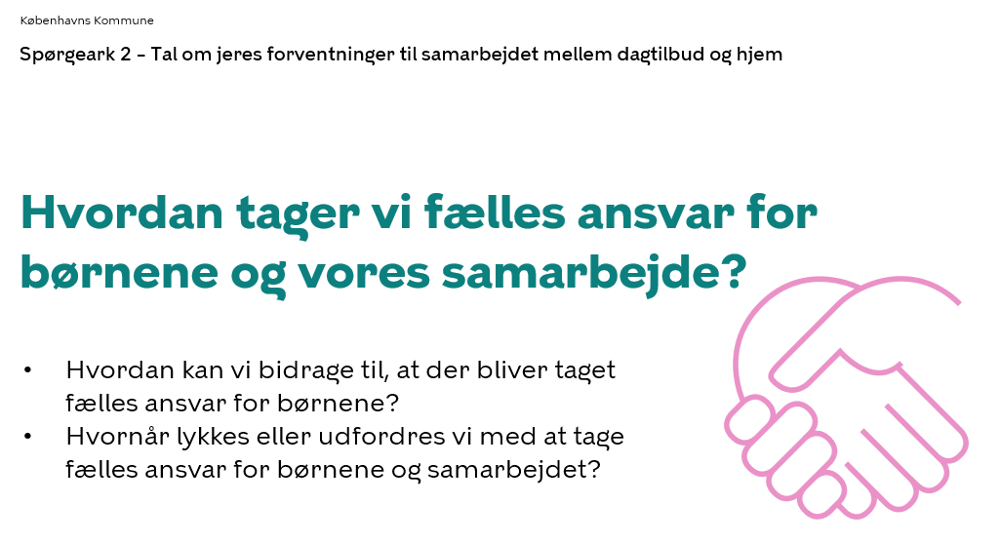 Københavns Kommune
Spørgeark 2 – Tal om jeres forventninger til samarbejdet mellem dagtilbud og hjem
Hvordan tager vi fælles ansvar for
børnene og vores samarbejde?
• Hvordan kan vi bidrage til, at der bliver taget
fælles ansvar for børnene?
• Hvornår lykkes eller udfordres vi med at tage
fælles ansvar for børnene og samarbejdet?